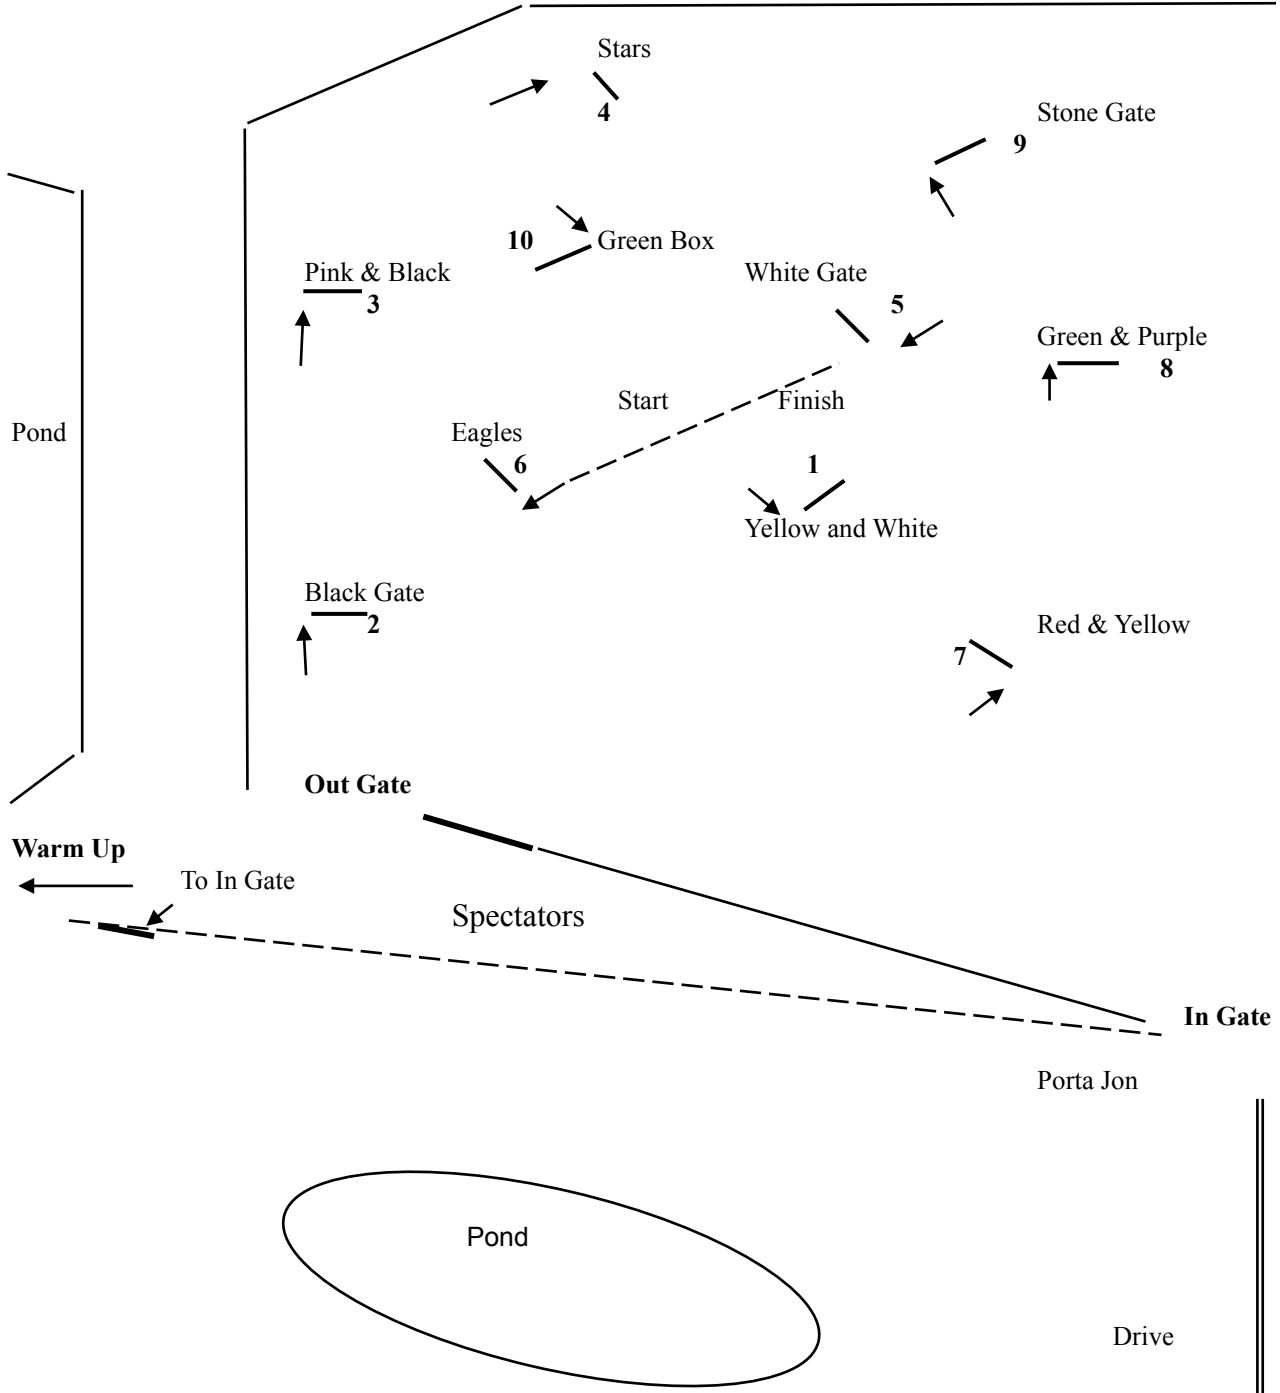 Stars
4
Stone Gate
9
10
Green Box
Pink & Black
3
White Gate
5
Green & Purple
8
Start
Finish
Pond
Eagles
6
1
Yellow and White
Black Gate
2
Red & Yellow
7
Out Gate
Warm Up
To In Gate
Spectators
In Gate
Porta Jon
Pond
Drive